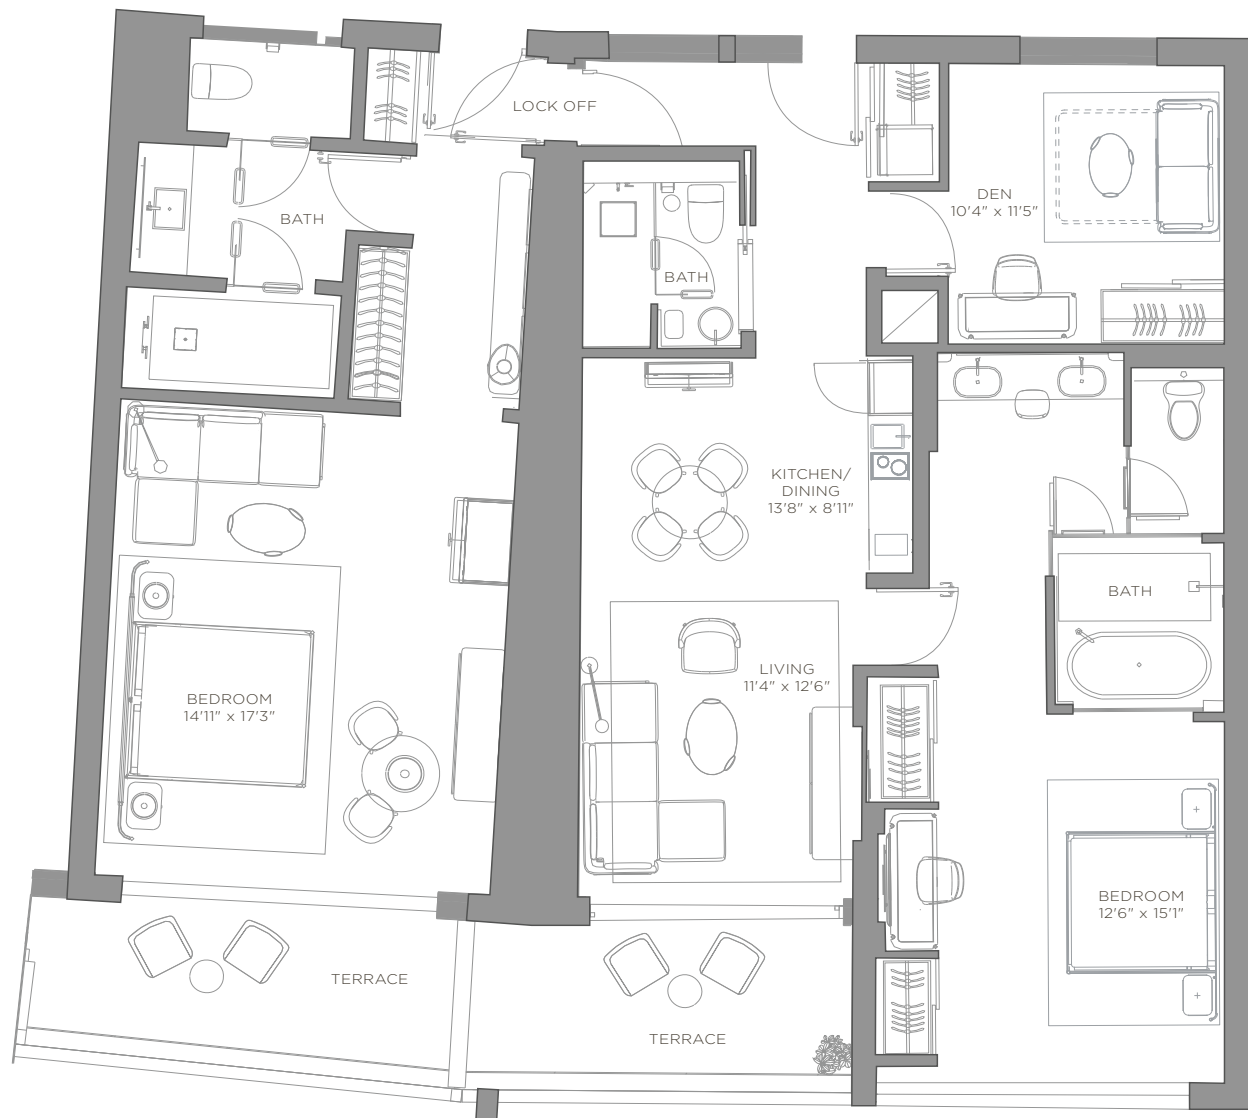 LOCK OFF
DEN
10'4" x 11'5"
BATH
BATH
KITCHEN/
DINING
13'8" x 8'11"
BATH
LIVING
11'4" x 12'6"
BEDROOM
14'11" x 17'3"
BEDROOM
12'6" x 15'1"
TERRACE
TERRACE